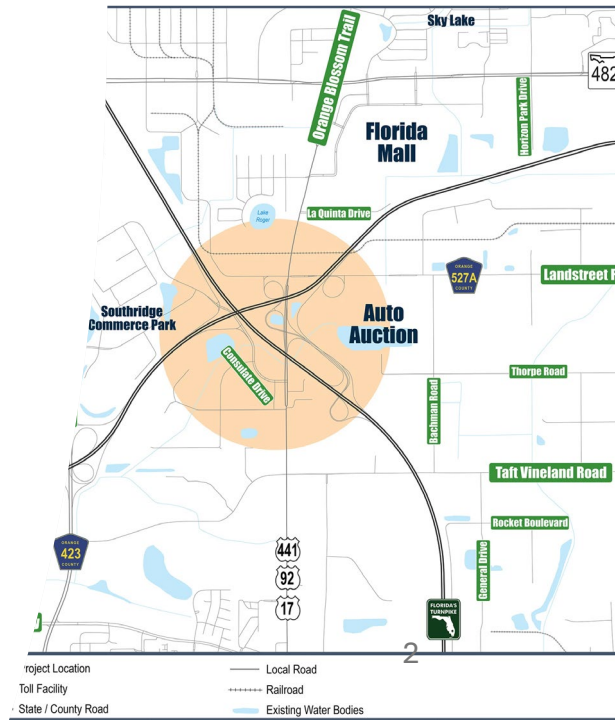 Sky Lake
482
Orange Blossom Trail
Horizon Park Drive
Florida
Mall
Lake
Roger
La Quinta Drive
ORANGE
527A
COUNTY
Landstreet R
Southridge
Commerce Park
Auto
Auction
Consulate Drive
Thorpe Road
Bachman Road
Taft Vineland Road
Rocket Boulevard
General Drive
ORANGE
423
COUNTY
441
92
17
FLORIDA'S
TURNPIKE
2
roject Location
Local Road
Toll Facility
Railroad
State / County Road
Existing Water Bodies